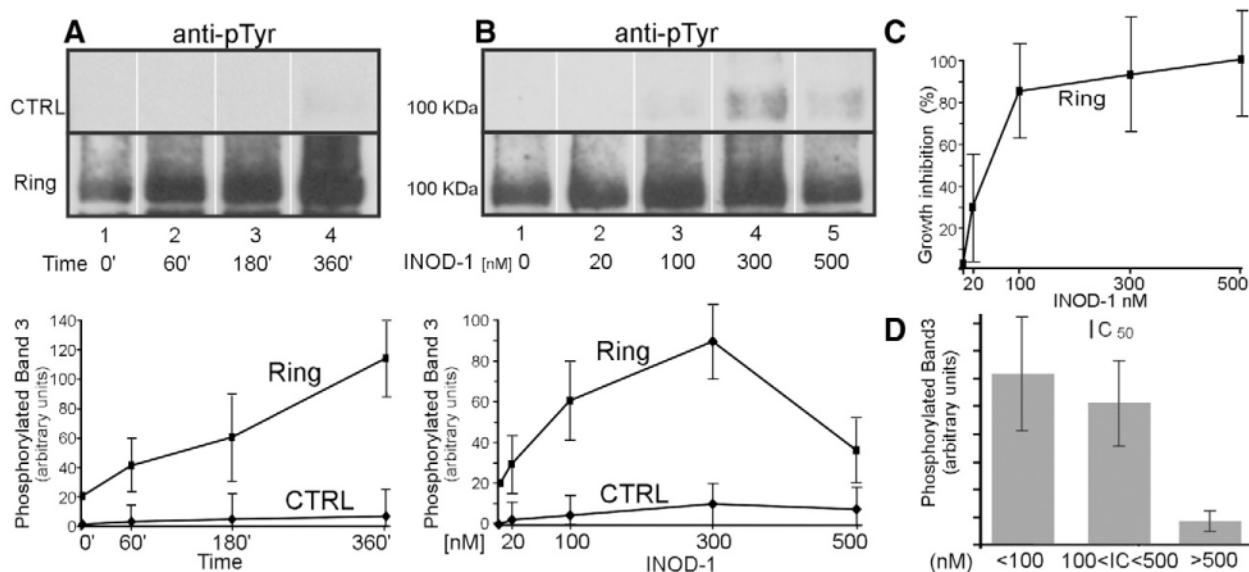 A
anti-pTyr
CTRL
Ring
1 2 3 4
Time 0' 60' 180' 360'
Phosphorylated Band 3
(arbitrary units)
140
120
100
80
60
40
20
0
Ring
CTRL
0' 60' 180' 360'
Time
B
anti-pTyr
100 KDa
100 KDa
1 2 3 4 5
INOD-1 [nM] 0 20 100 300 500
Phosphorylated Band 3
(arbitrary units)
100
80
60
40
20
0
Ring
CTRL
[nM] 20 100 300 500
INOD-1
C
Growth inhibition (%)
100
80
60
40
20
0
Ring
20 100 300 500
INOD-1 nM
D
IC 50
Phosphorylated Band3
(arbitrary units)
(nM) <100 100<IC<500 >500